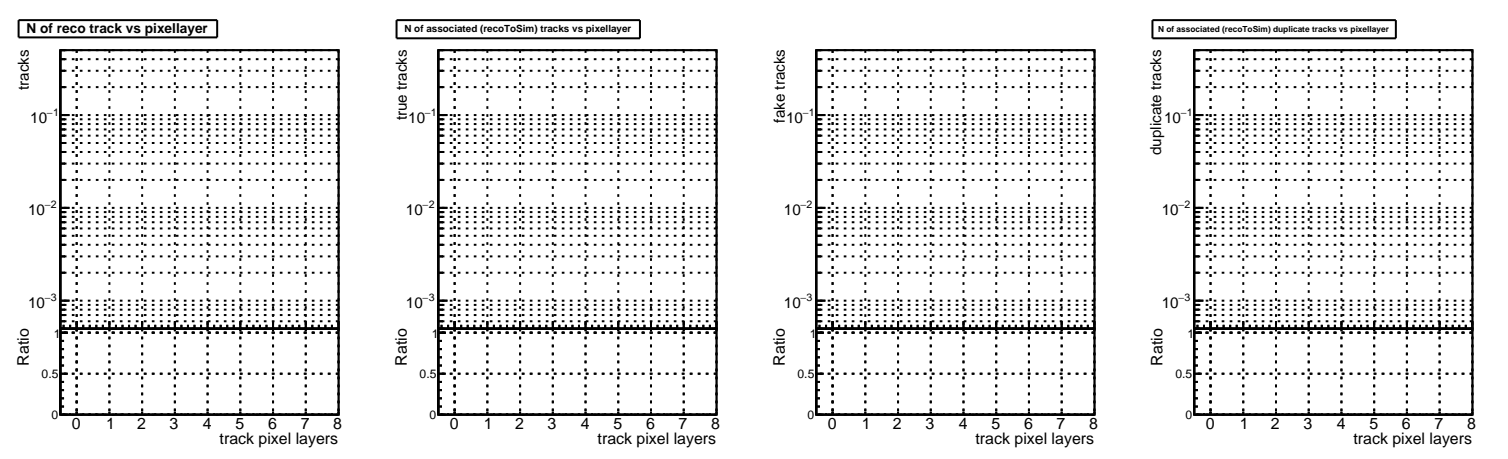 N of reco track vs pixellayer
tracks
10−1
10−2
10−3
Ratio
1
0.5
0
0 1 2 3 4 5 6 7 8
track pixel layers
N of associated (recoToSim) tracks vs pixellayer
true tracks
10−1
10−2
10−3
Ratio
1
0.5
0
0 1 2 3 4 5 6 7 8
track pixel layers
fake tracks
10−1
10−2
10−3
Ratio
1
0.5
0
0 1 2 3 4 5 6 7 8
track pixel layers
N of associated (recoToSim) duplicate tracks vs pixellayer
duplicate tracks
10−1
10−2
10−3
Ratio
1
0.5
0
0 1 2 3 4 5 6 7 8
track pixel layers